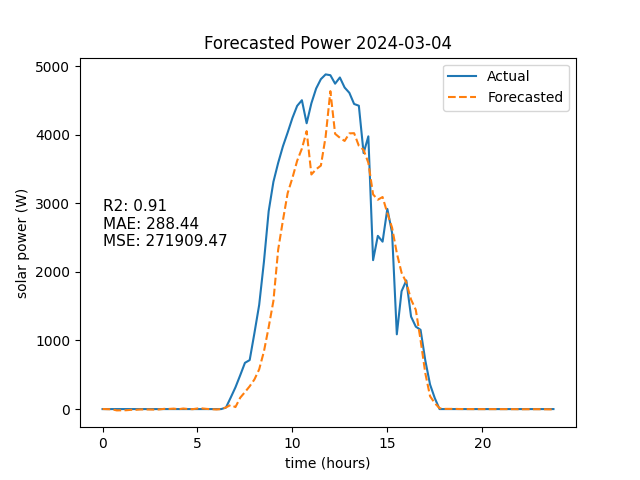 Forecasted Power 2024-03-04
5000
4000
3000
2000
1000
0
solar power (W)
Actual
Forecasted
R2: 0.91
MAE: 288.44
MSE: 271909.47
0
5
10
15
20
time (hours)